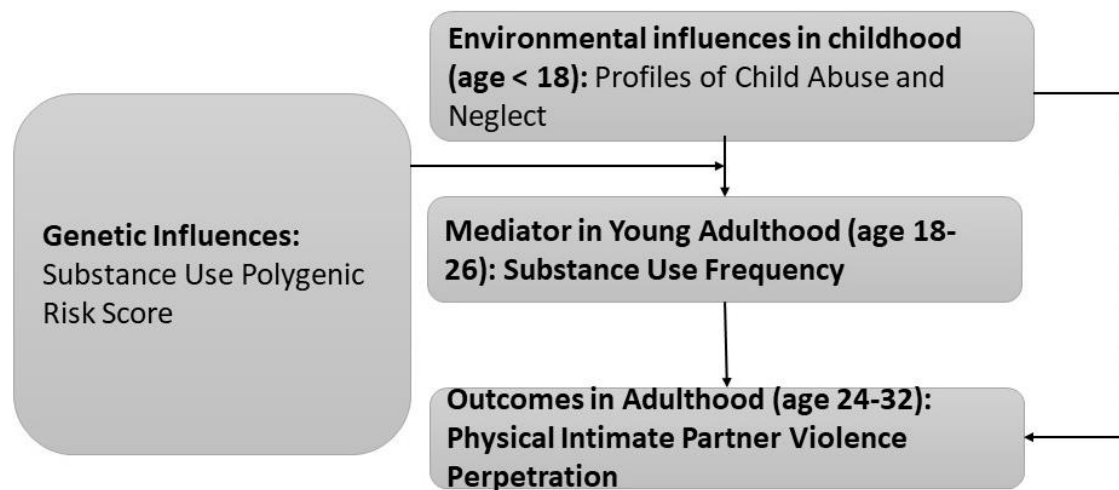 Environmental influences in childhood
(age < 18): Profiles of Child Abuse and
Neglect
Genetic Influences:
Substance Use Polygenic
Risk Score
Mediator in Young Adulthood (age 18-
26): Substance Use Frequency
Outcomes in Adulthood (age 24-32):
Physical Intimate Partner Violence
Perpetration